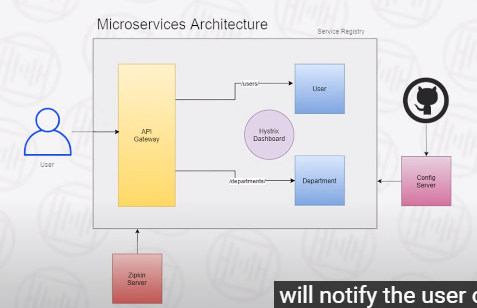 Microservices Architecture
Service Registry
/users/
User
API
Gateway
Hystrix
Dashboard
User
/departments/
Department
Config
Server
Zipkin
Server
will notify the user